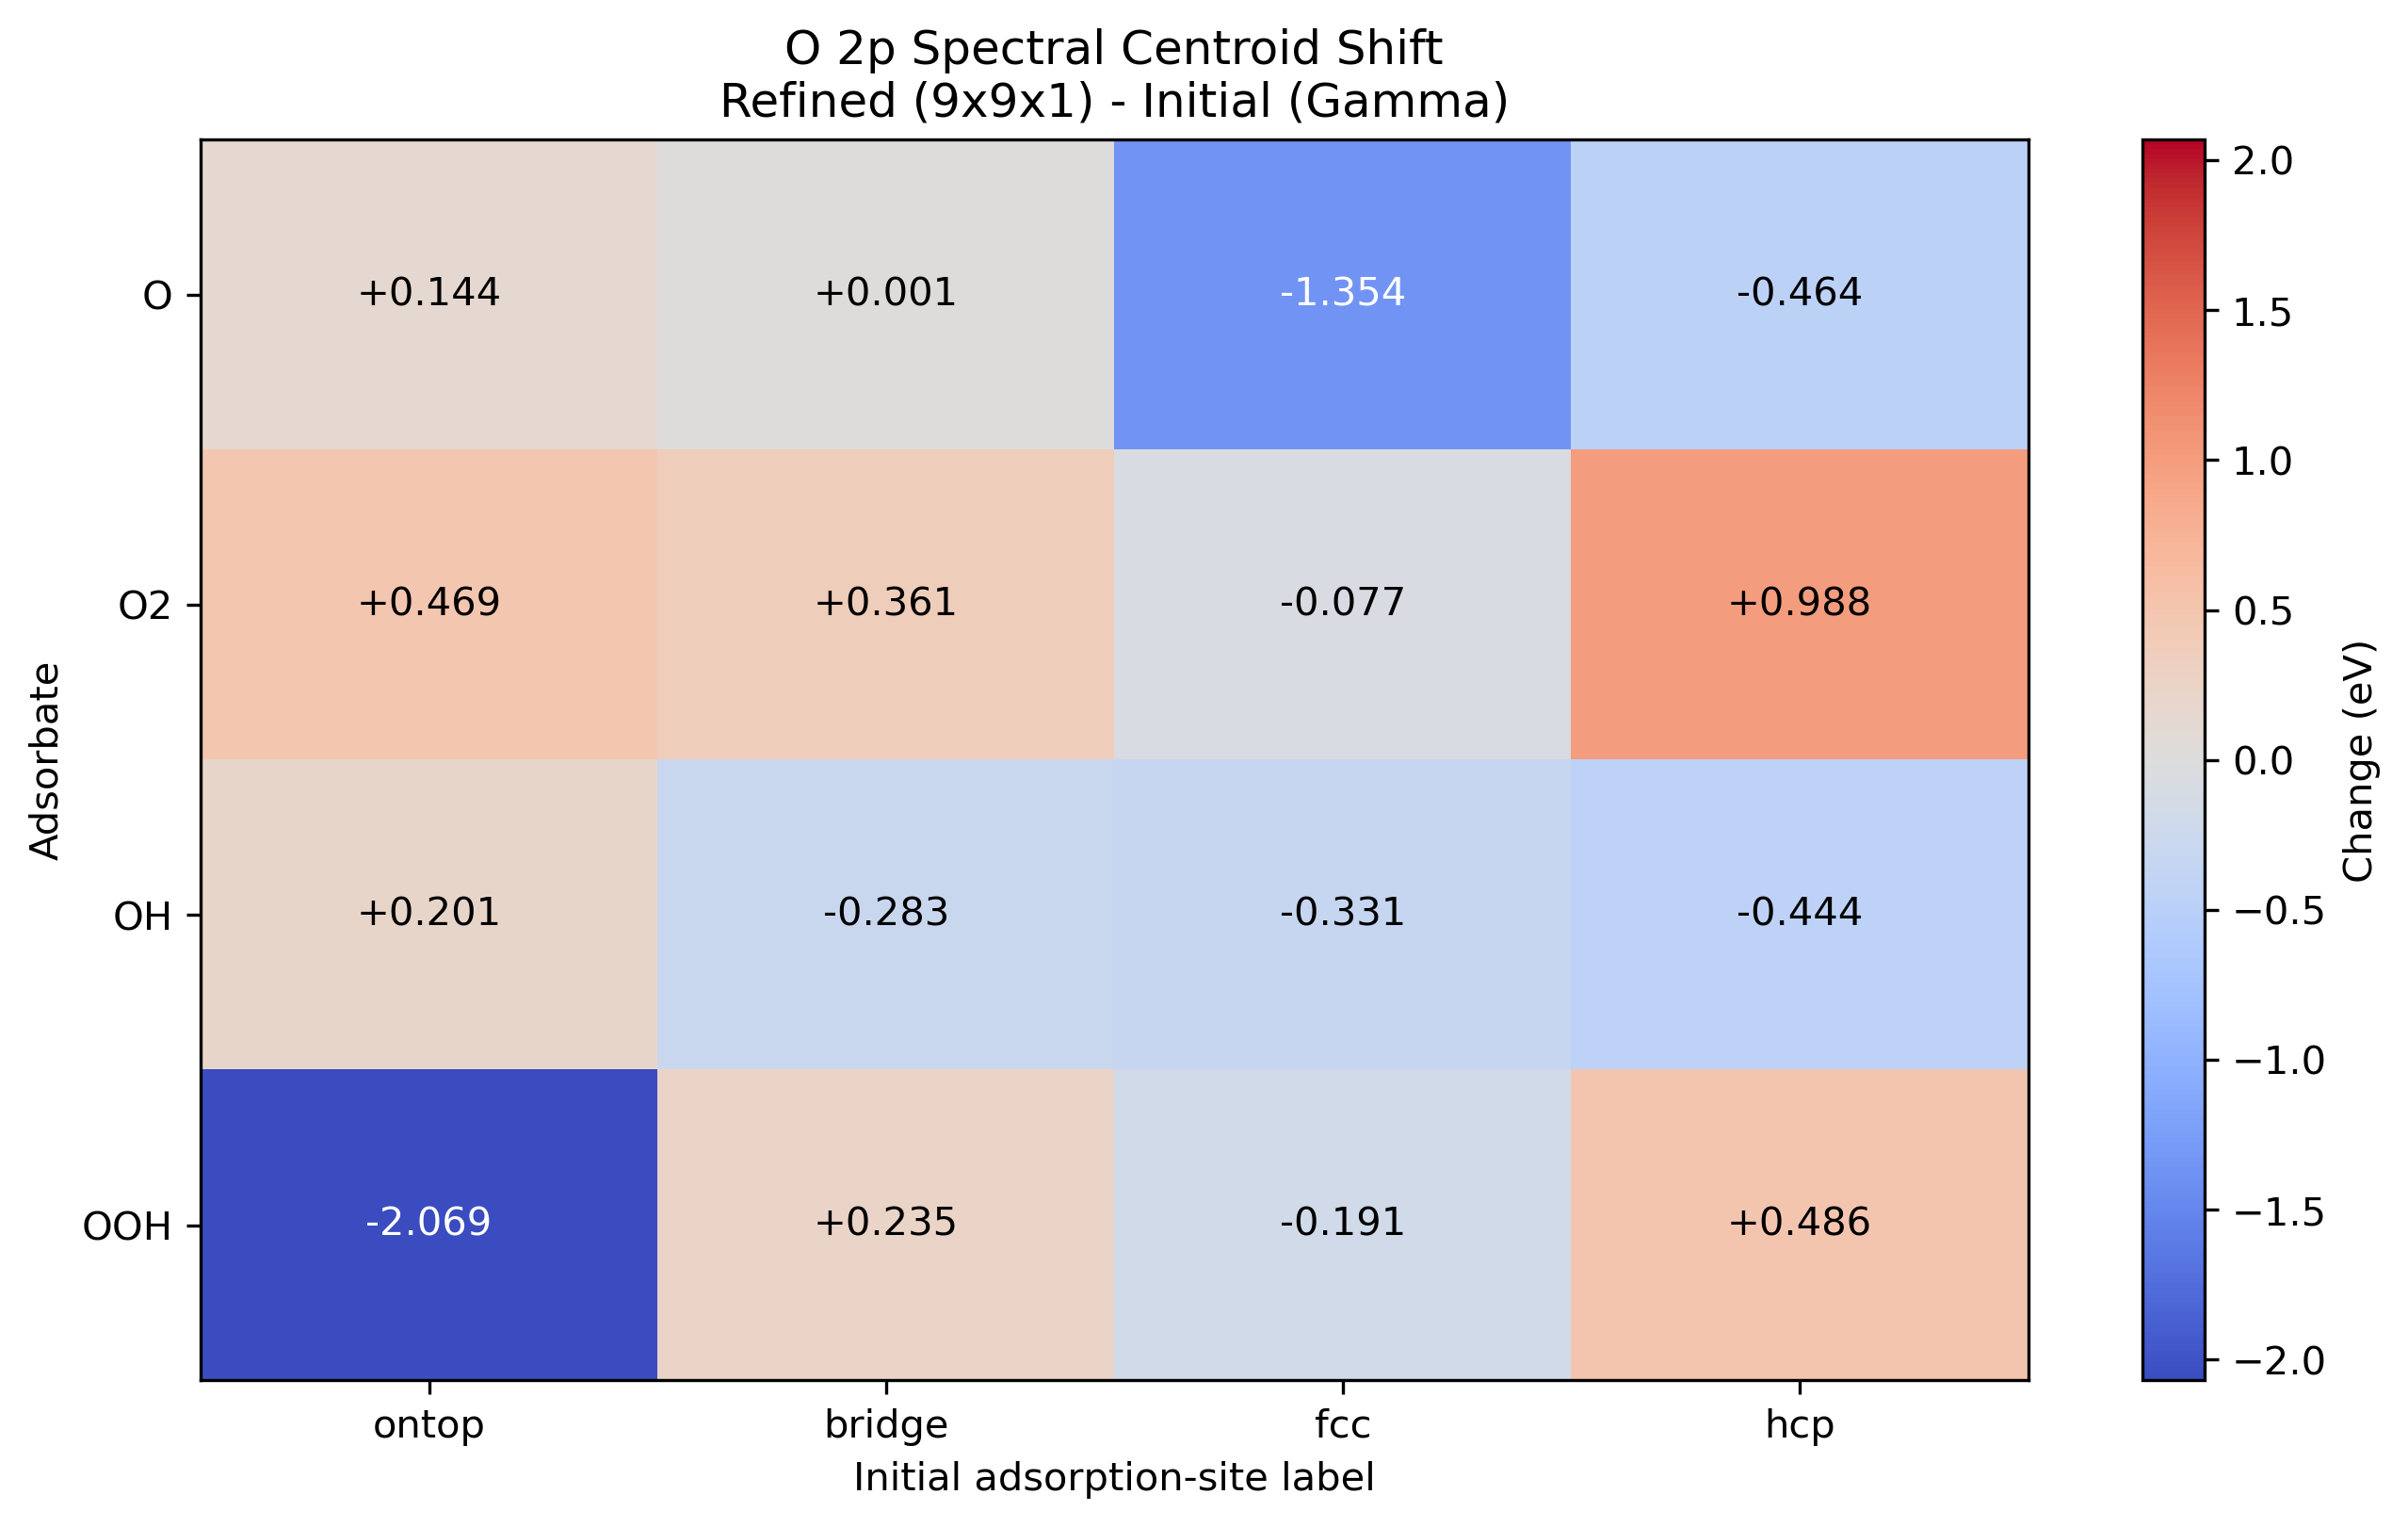 O 2p Spectral Centroid Shift
Refined (9x9x1) - Initial (Gamma)
Adsorbate
O
+0.144
+0.001
-1.354
-0.464
O2
+0.469
+0.361
-0.077
+0.988
OH
+0.201
-0.283
-0.331
-0.444
OOH
-2.069
+0.235
-0.191
+0.486
ontop
bridge
fcc
hcp
Initial adsorption-site label
2.0
1.5
1.0
0.5
0.0
−0.5
−1.0
−1.5
−2.0
Change (eV)